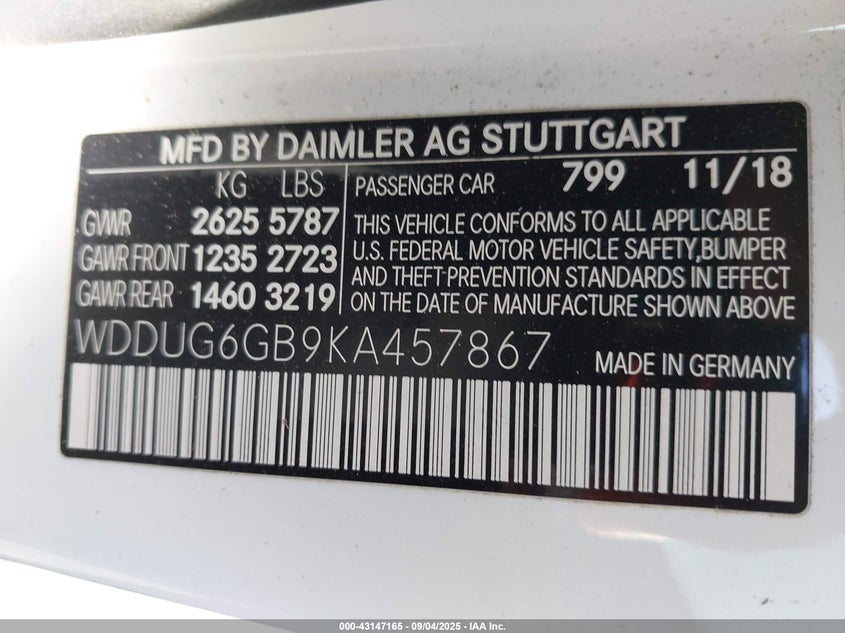 MFD BY DAIMLER AG STUTTGART
KG LBS
GVWR 2625 5787
GAWR FRONT 1235 2723
GAWR REAR 1460 3219
PASSENGER CAR 799 11/18
THIS VEHICLE CONFORMS TO ALL APPLICABLE
U.S. FEDERAL MOTOR VEHICLE SAFETY,BUMPER
AND THEFT-PREVENTION STANDARDS IN EFFECT
ON THE DATE OF MANUFACTURE SHOWN ABOVE
WDDUG6GB9KA457867
MADE IN GERMANY
000-43147165 - 09/04/2025 - IAA Inc.